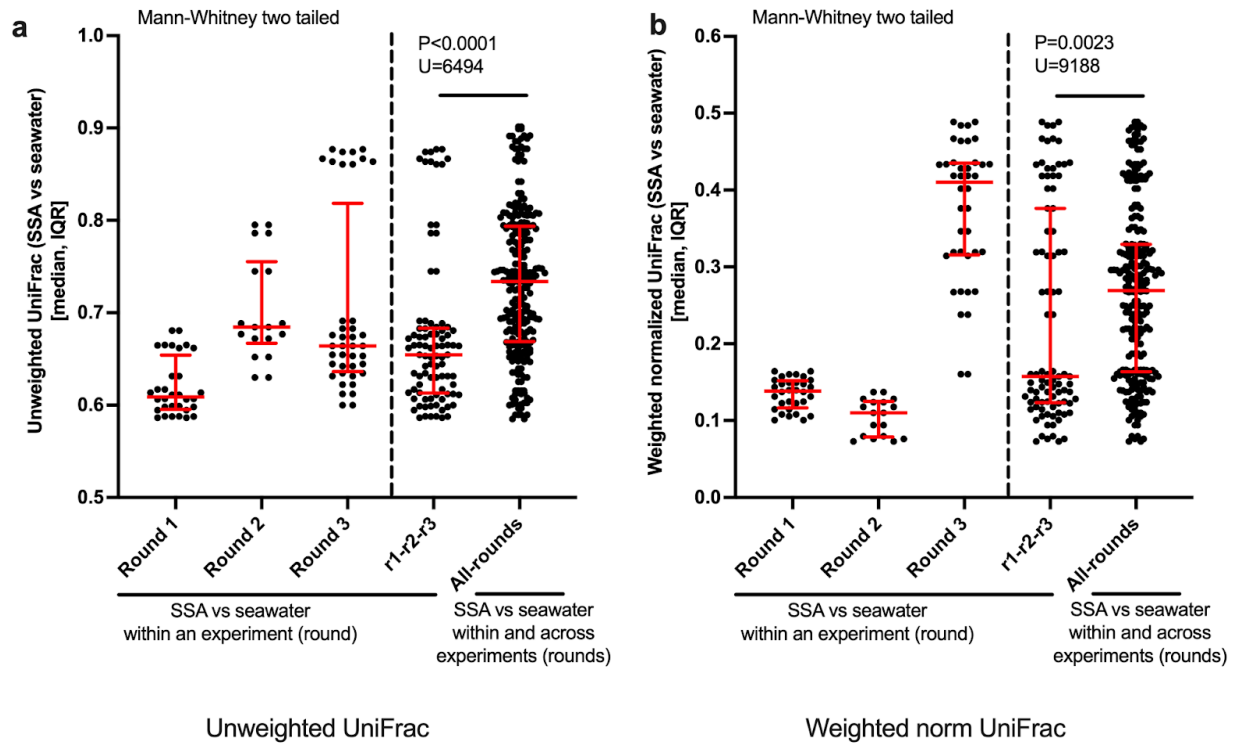 a
Mann-Whitney two tailed
P<0.0001
U=6494
Unweighted UniFrac (SSA vs seawater)
[median, IQR]
1.0
0.9
0.8
0.7
0.6
0.5
Round 1
Round 2
Round 3
r1-r2-r3
All-rounds
SSA vs seawater
within an experiment (round)
SSA vs seawater
within and across
experiments (rounds)
Unweighted UniFrac
b
Mann-Whitney two tailed
P=0.0023
U=9188
Weighted normalized UniFrac (SSA vs seawater)
[median, IQR]
0.6
0.5
0.4
0.3
0.2
0.1
0.0
Round 1
Round 2
Round 3
r1-r2-r3
All-rounds
SSA vs seawater
within an experiment (round)
SSA vs seawater
within and across
experiments (rounds)
Weighted norm UniFrac